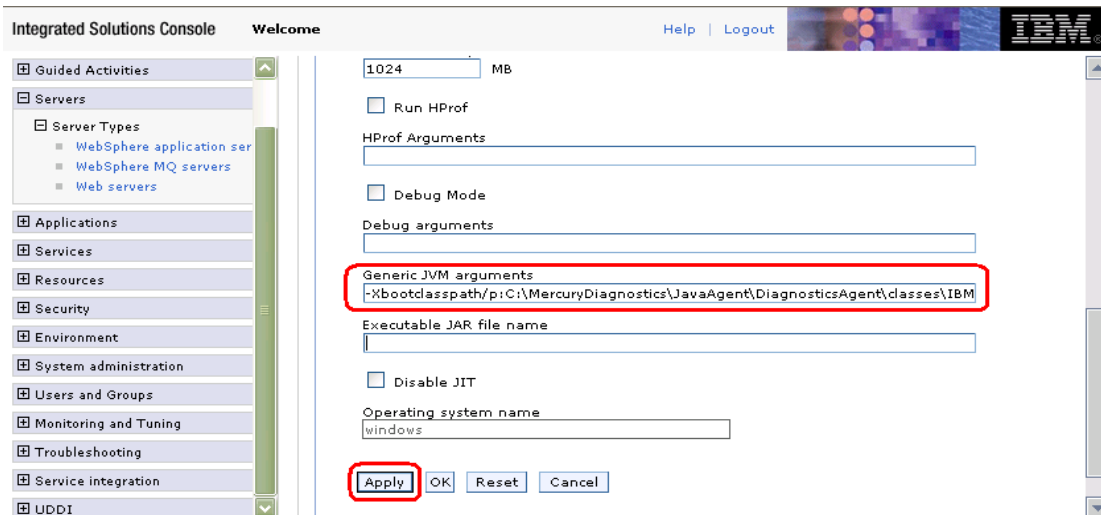 Integrated Solutions Console Welcome Help | Logout IBM®
Guided Activities
Servers
Server Types
WebSphere application ser
WebSphere MQ servers
Web servers
Applications
Services
Resources
Security
Environment
System administration
Users and Groups
Monitoring and Tuning
Troubleshooting
Service integration
UDDI
1024 MB
Run HProf
HProf Arguments
Debug Mode
Debug arguments
Generic JVM arguments
-Xbootclasspath/p:C:\MercuryDiagnostics\JavaAgent\DiagnosticsAgent\classes\IBM
Executable JAR file name
Disable JIT
Operating system name
windows
Apply OK Reset Cancel